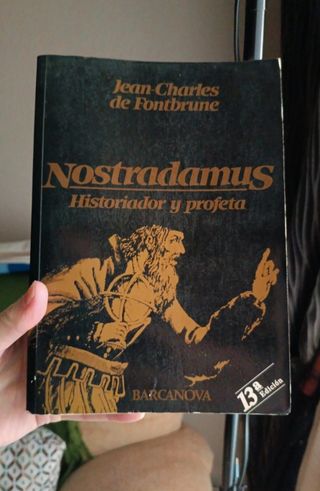 Jean-Charles
de Fontbrune
Nostradamus
Historiador y profeta
BARCANOVA
13ª
Edición